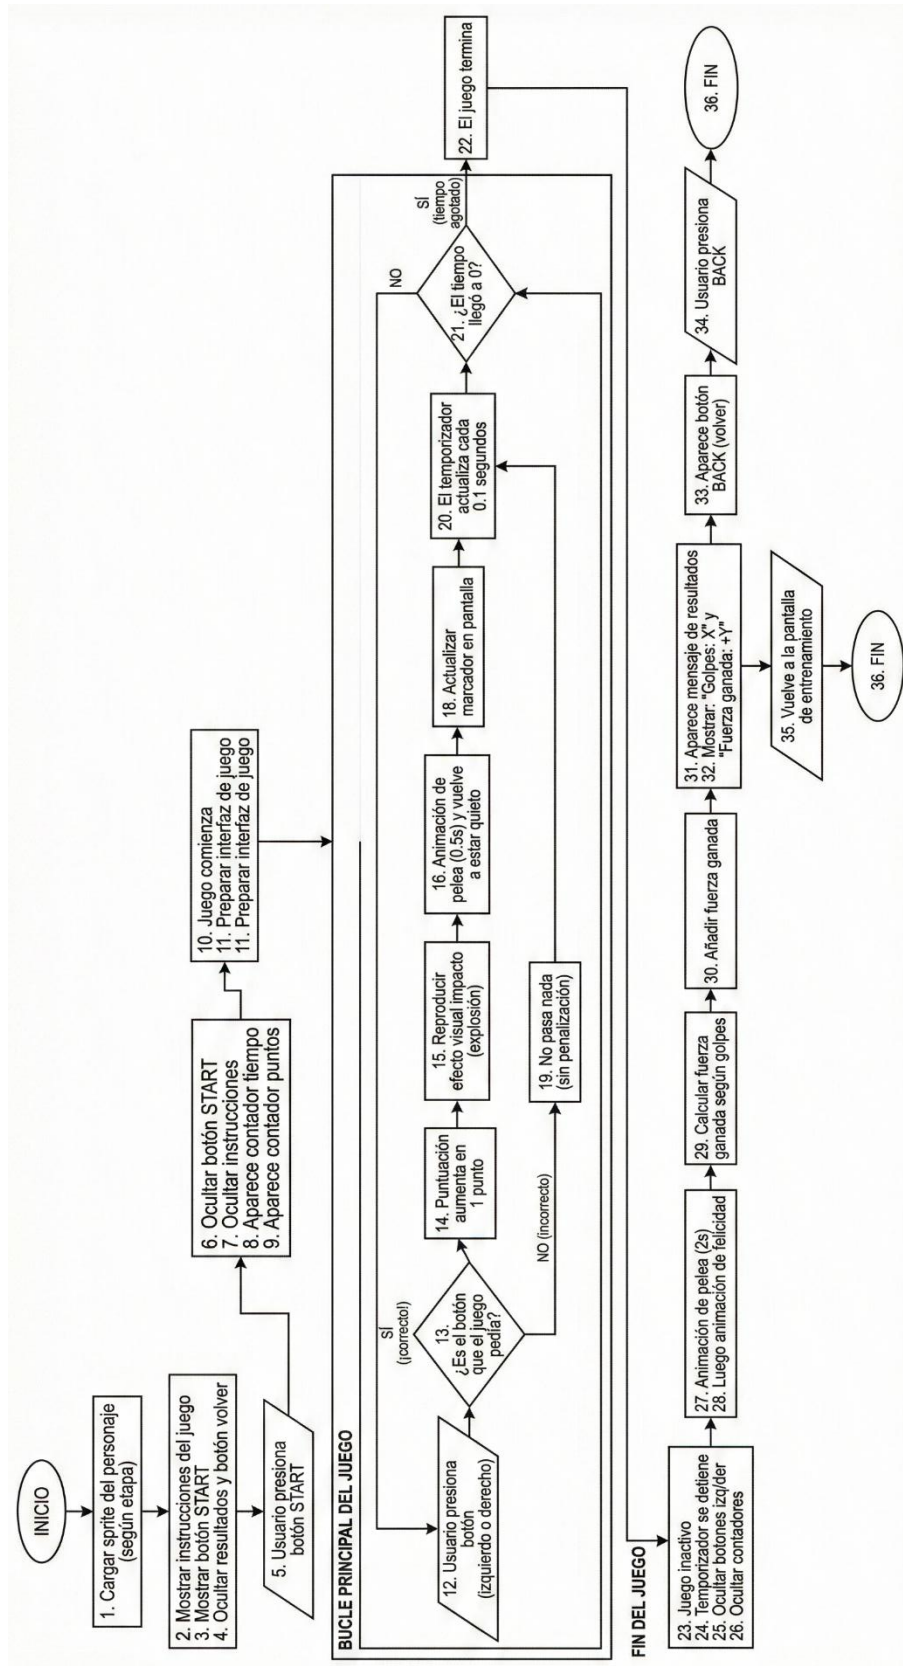 INICIO
1. Cargar sprite del personaje
(según etapa)
2. Mostrar instrucciones del juego
3. Mostrar botón START
4. Ocultar resultados y botón volver
5. Usuario presiona
botón START
6. Ocultar botón START
7. Ocultar instrucciones
8. Aparece contador tiempo
9. Aparece contador puntos
10. Juego comienza
11. Preparar interfaz de juego
11. Preparar interfaz de juego
BUCLE PRINCIPAL DEL JUEGO
12. Usuario presiona
botón
(izquierdo o derecho)
13.
¿Es el botón
que el juego
pedía?
SÍ
(¡correcto!)
14. Puntuación
aumenta en
1 punto
15. Reproducir
efecto visual impacto
(explosión)
16. Animación de
pelea (0.5s) y vuelve
a estar quieto
18. Actualizar
marcador en pantalla
NO (incorrecto)
19. No pasa nada
(sin penalización)
20. El temporizador
actualiza cada
0.1 segundos
21. ¿El tiempo
llegó a 0?
NO
SÍ
(tiempo
agotado)
22. El juego termina
FIN DEL JUEGO
23. Juego inactivo
24. Temporizador se detiene
25. Ocultar botones izq/der
26. Ocultar contadores
27. Animación de pelea (2s)
28. Luego animación de felicidad
29. Calcular fuerza
ganada según golpes
30. Añadir fuerza ganada
31. Aparece mensaje de resultados
32. Mostrar: "Golpes: X" y
"Fuerza ganada: +Y"
33. Aparece botón
BACK (volver)
34. Usuario presiona
BACK
36. FIN
35. Vuelve a la pantalla
de entrenamiento
36. FIN